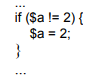 ...
if ($a != 2) {
$a = 2;
}
...